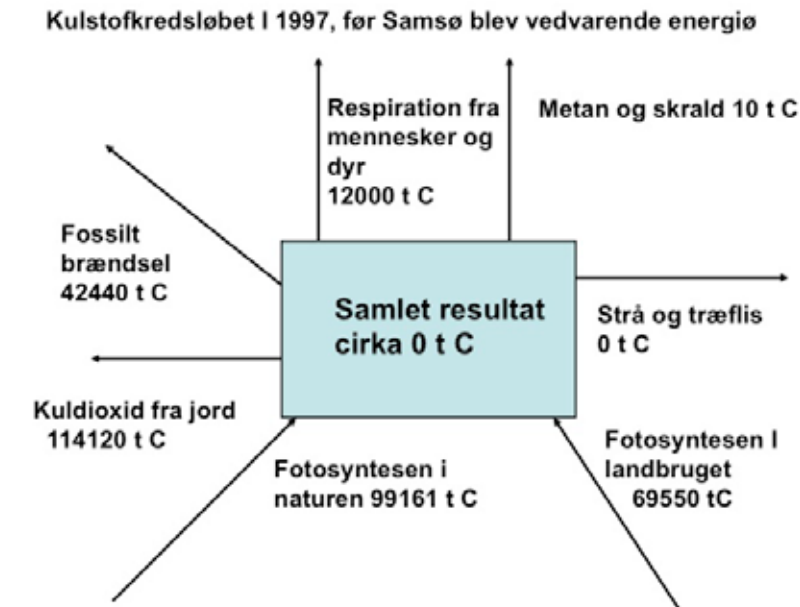 Kulstofkredsløbet I 1997, før Samsø blev vedvarende energiø
Respiration fra
mennesker og
dyr
12000 t C
Metan og skrald 10 t C
Fossilt
brændsel
42440 t C
Samlet resultat
cirka 0 t C
Strå og træflis
0 t C
Kuldioxid fra jord
114120 t C
Fotosyntesen i
naturen 99161 t C
Fotosyntesen I
landbruget
69550 tC